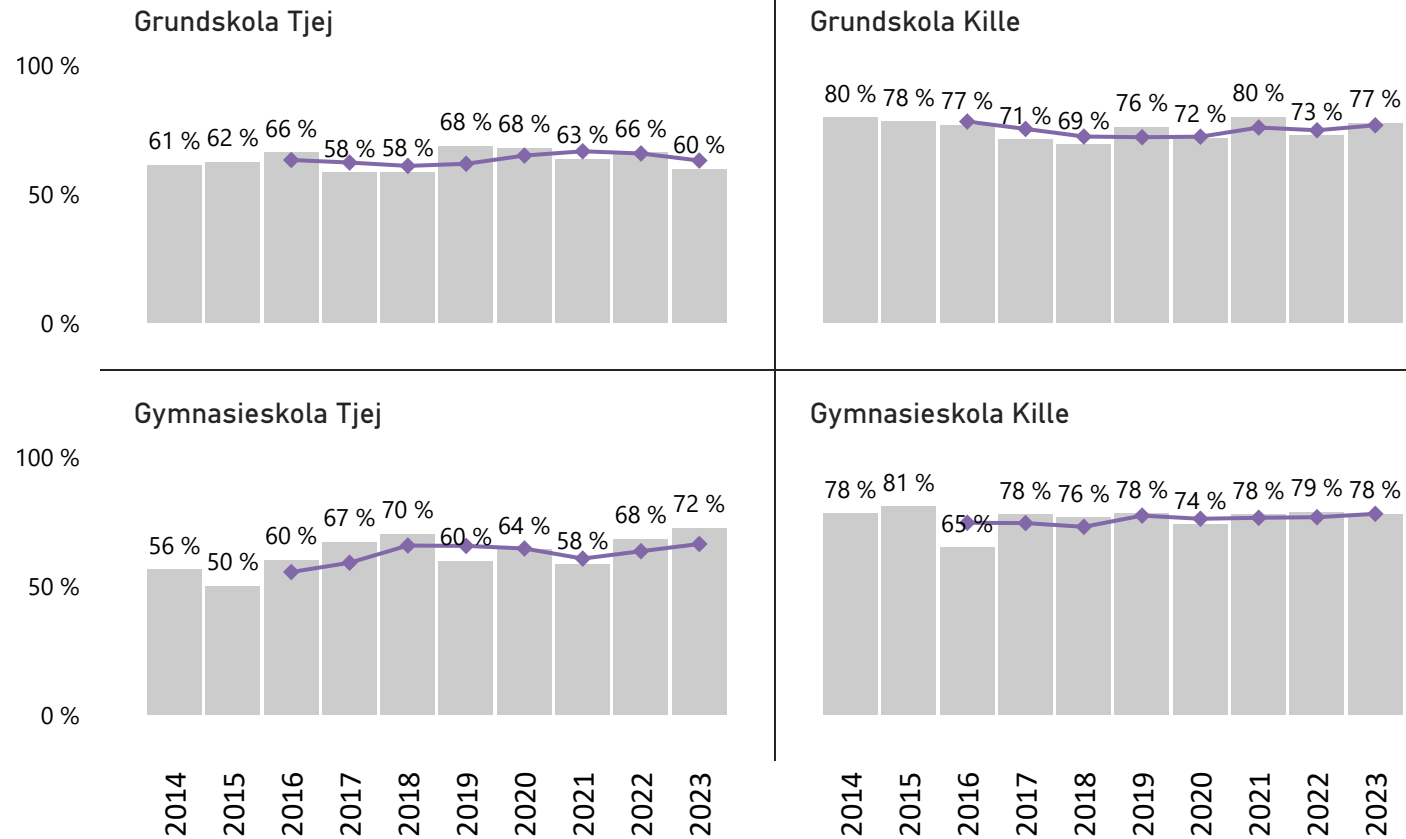 Grundskola Tjej
100 %
50 %
0 %
61 % 62 % 66 % 58 % 58 % 68 % 68 % 63 % 66 % 60 %
Grundskola Kille
80 % 78 % 77 % 71 % 69 % 76 % 72 % 80 % 73 % 77 %
Gymnasieskola Tjej
100 %
50 %
0 %
56 % 50 % 60 % 67 % 70 % 60 % 64 % 58 % 68 % 72 %
Gymnasieskola Kille
78 % 81 % 65 % 78 % 76 % 78 % 74 % 78 % 79 % 78 %
2014 2015 2016 2017 2018 2019 2020 2021 2022 2023
2014 2015 2016 2017 2018 2019 2020 2021 2022 2023